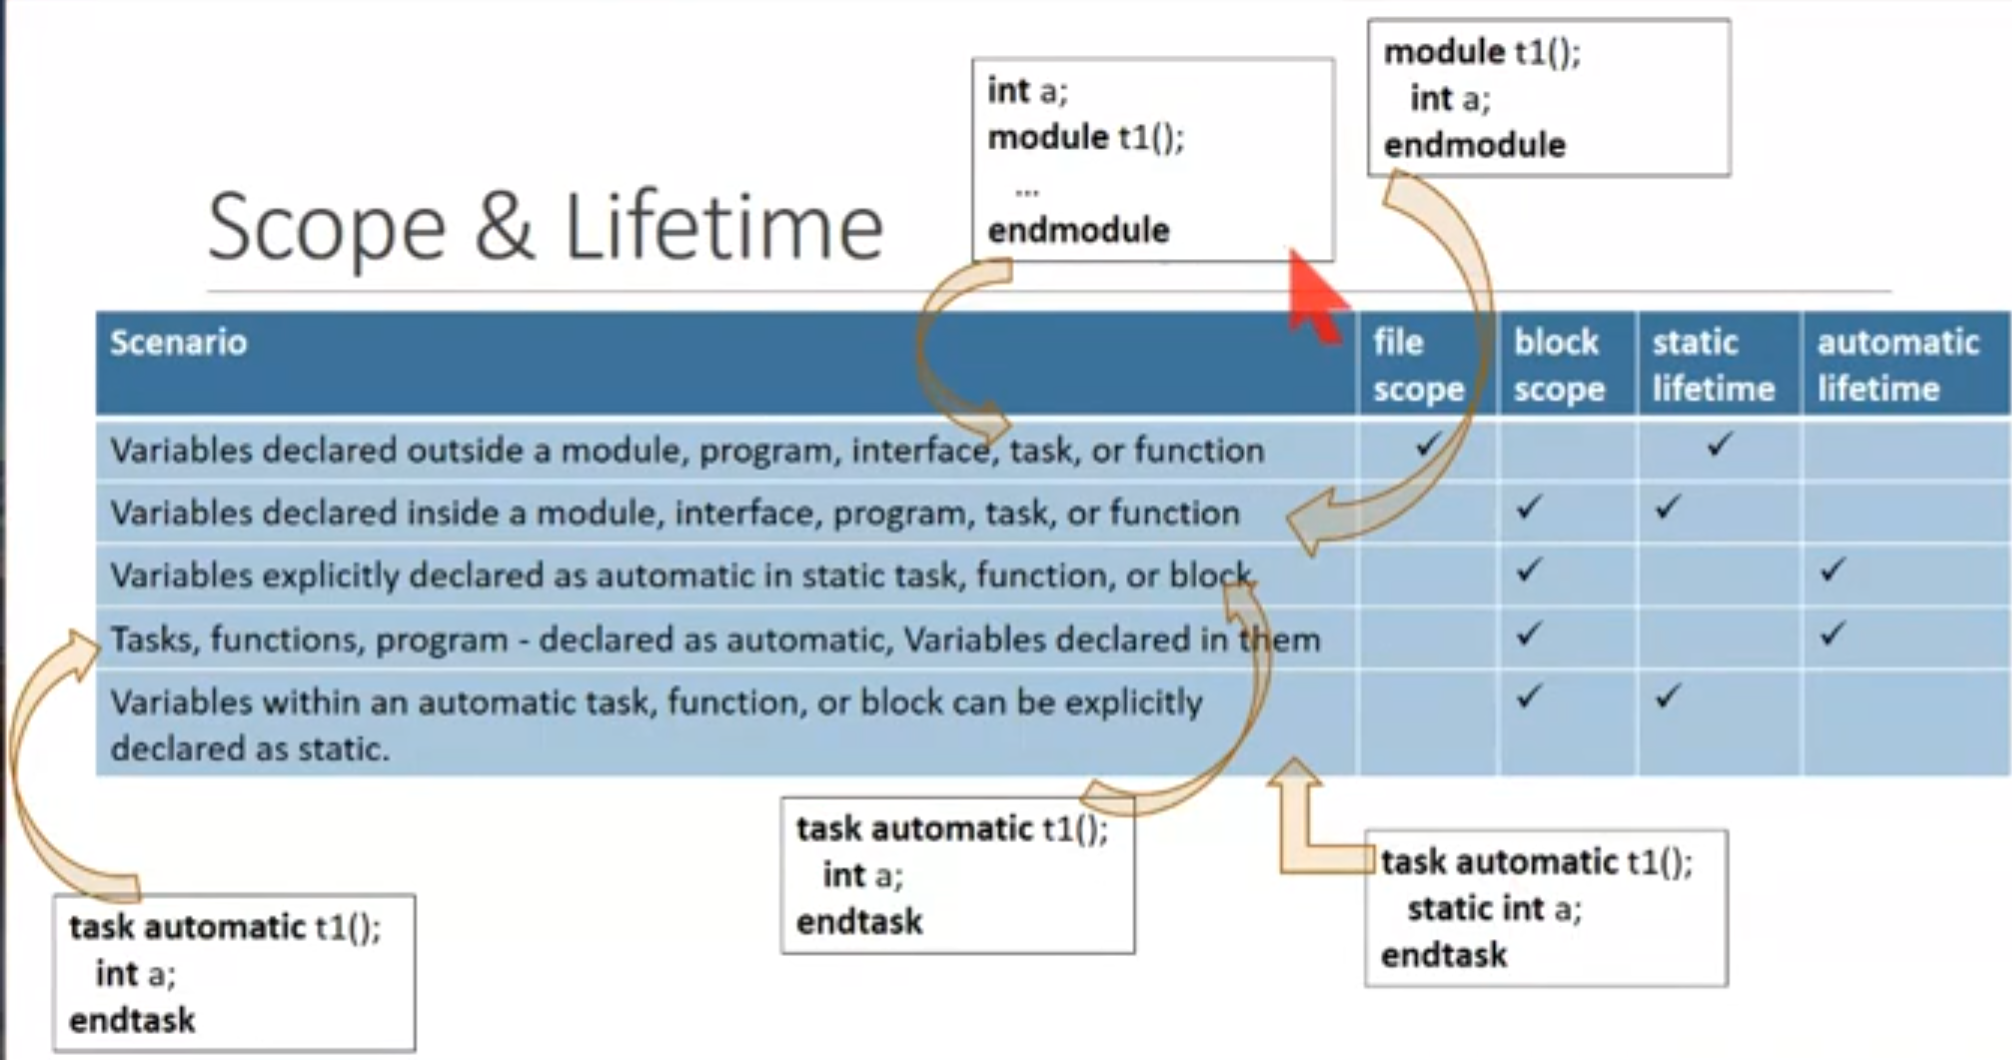 int a;
module t1();
...
endmodule
module t1();
int a;
endmodule
Scope & Lifetime
Scenario
file
scope
block
scope
static
lifetime
automatic
lifetime
Variables declared outside a module, program, interface, task, or function ✓ ✓
Variables declared inside a module, interface, program, task, or function ✓ ✓
Variables explicitly declared as automatic in static task, function, or block ✓ ✓
Tasks, functions, program - declared as automatic, Variables declared in them ✓ ✓
Variables within an automatic task, function, or block can be explicitly ✓ ✓
declared as static.
task automatic t1();
int a;
endtask
task automatic t1();
int a;
endtask
task automatic t1();
static int a;
endtask